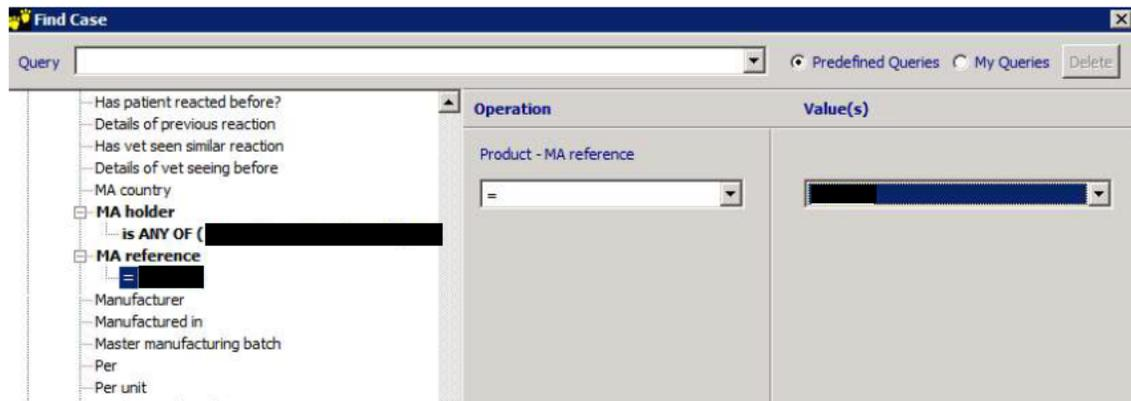 Find Case
Query
Predefined Queries My Queries Delete
Has patient reacted before?
Details of previous reaction
Has vet seen similar reaction
Details of vet seeing before
MA country
MA holder
is ANY OF (
MA reference
=
Manufacturer
Manufactured in
Master manufacturing batch
Per
Per unit
Operation Value(s)
Product - MA reference
=